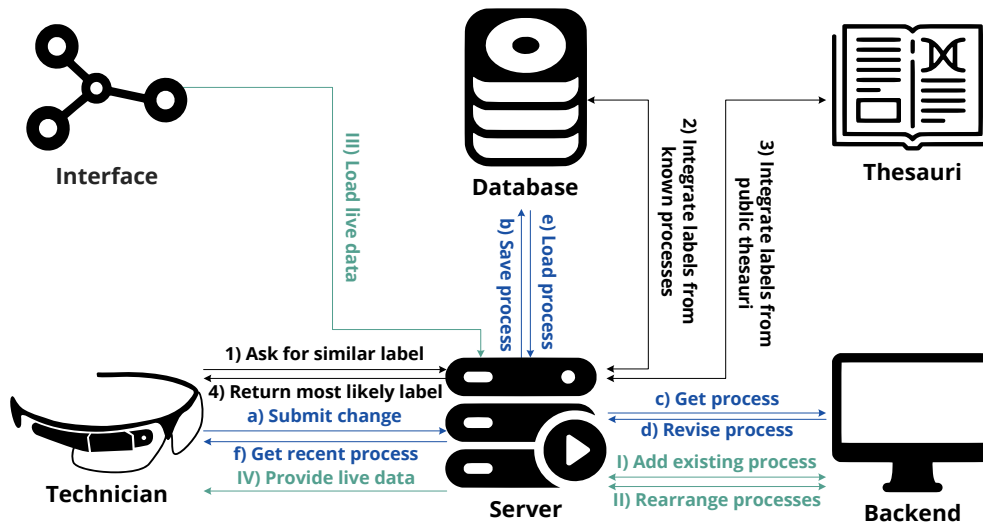 Interface
Database
Thesauri
III) Load live
data
b) Save process
e) Load process
2) Integrate labels from
known processes
3) Integrate labels from
public thesauri
1) Ask for similar label
4) Return most likely label
a) Submit change
f) Get recent process
IV) Provide live data
c) Get process
d) Revise process
I) Add existing process
II) Rearrange processes
Technician
Server
Backend